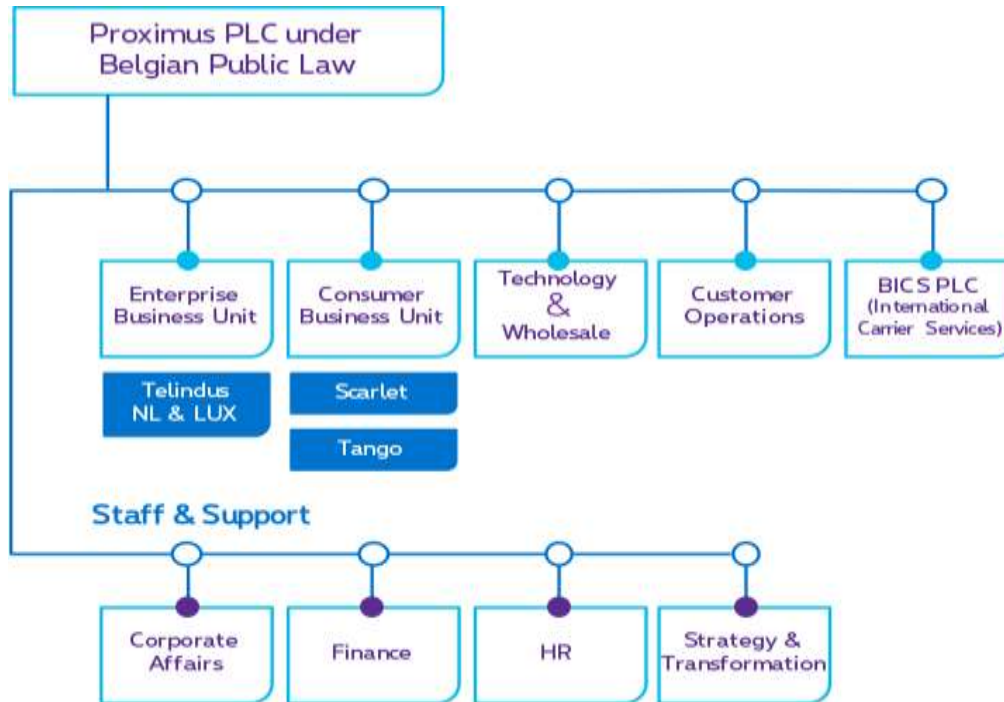 Proximus PLC under
Belgian Public Law
Enterprise
Business Unit
Consumer
Business Unit
Technology
&
Wholesale
Customer
Operations
BICS PLC
(International
Carrier Services)
Telindus
NL & LUX
Scarlet
Tango
Staff & Support
Corporate
Affairs
Finance
HR
Strategy &
Transformation